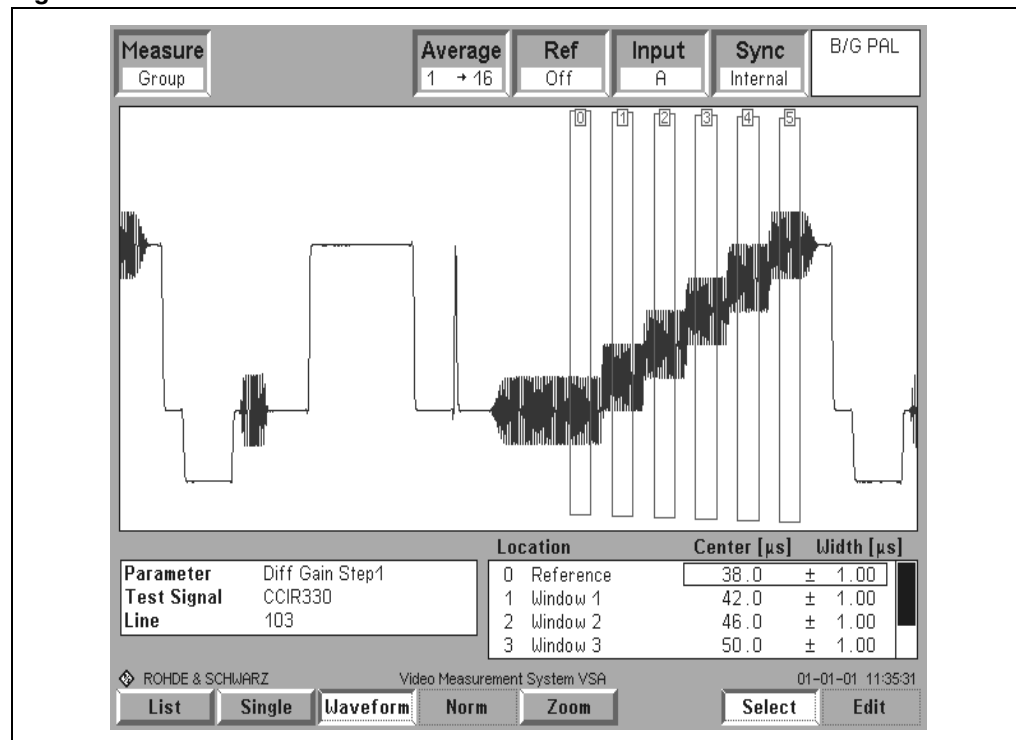 Measure
Group
Average
1 → 16
Ref
Off
Input
A
Sync
Internal
B/G PAL
0 1 2 3 4 5
Parameter Diff Gain Step1
Test Signal CCIR330
Line 103
Location Center [µs] Width [µs]
0 Reference 38.0 ± 1.00
1 Window 1 42.0 ± 1.00
2 Window 2 46.0 ± 1.00
3 Window 3 50.0 ± 1.00
ROHDE & SCHWARZ Video Measurement System VSA 01-01-01 11:35:31
List Single Waveform Norm Zoom Select Edit